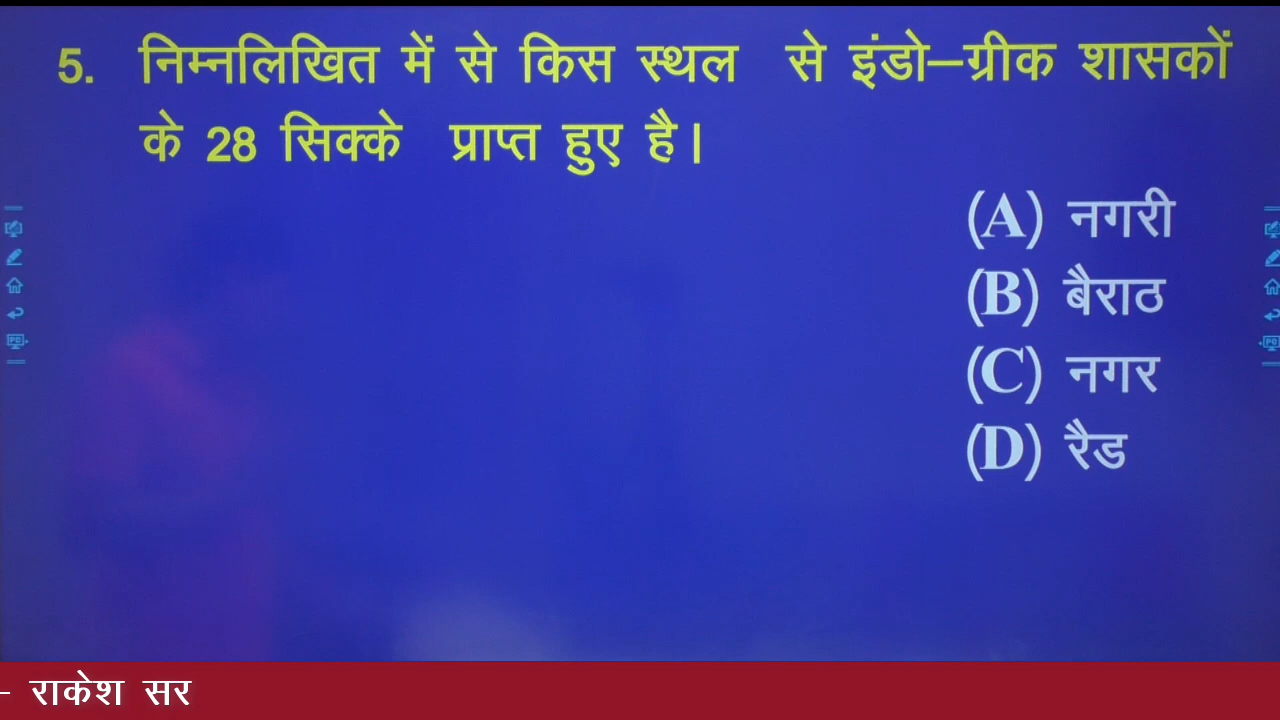 5. निम्नलिखित में से किस स्थल से इंडो–ग्रीक शासकों
के 28 सिक्के प्राप्त हुए है।
(A) नगरी
(B) बैराठ
(C) नगर
(D) रैड
- राकेश सर